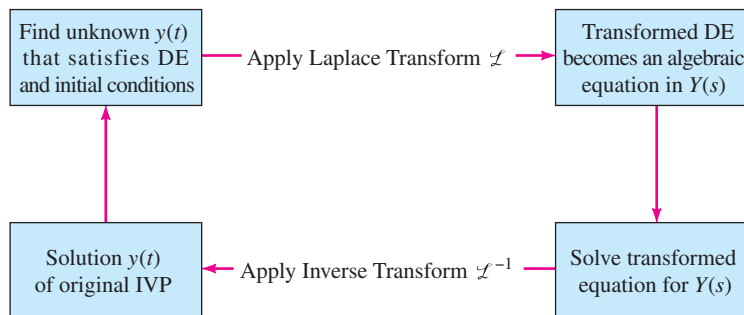 Find unknown y(t)
that satisfies DE
and initial conditions
Apply Laplace Transform ℒ
Transformed DE
becomes an algebraic
equation in Y(s)
Solution y(t)
of original IVP
Apply Inverse Transform ℒ⁻¹
Solve transformed
equation for Y(s)